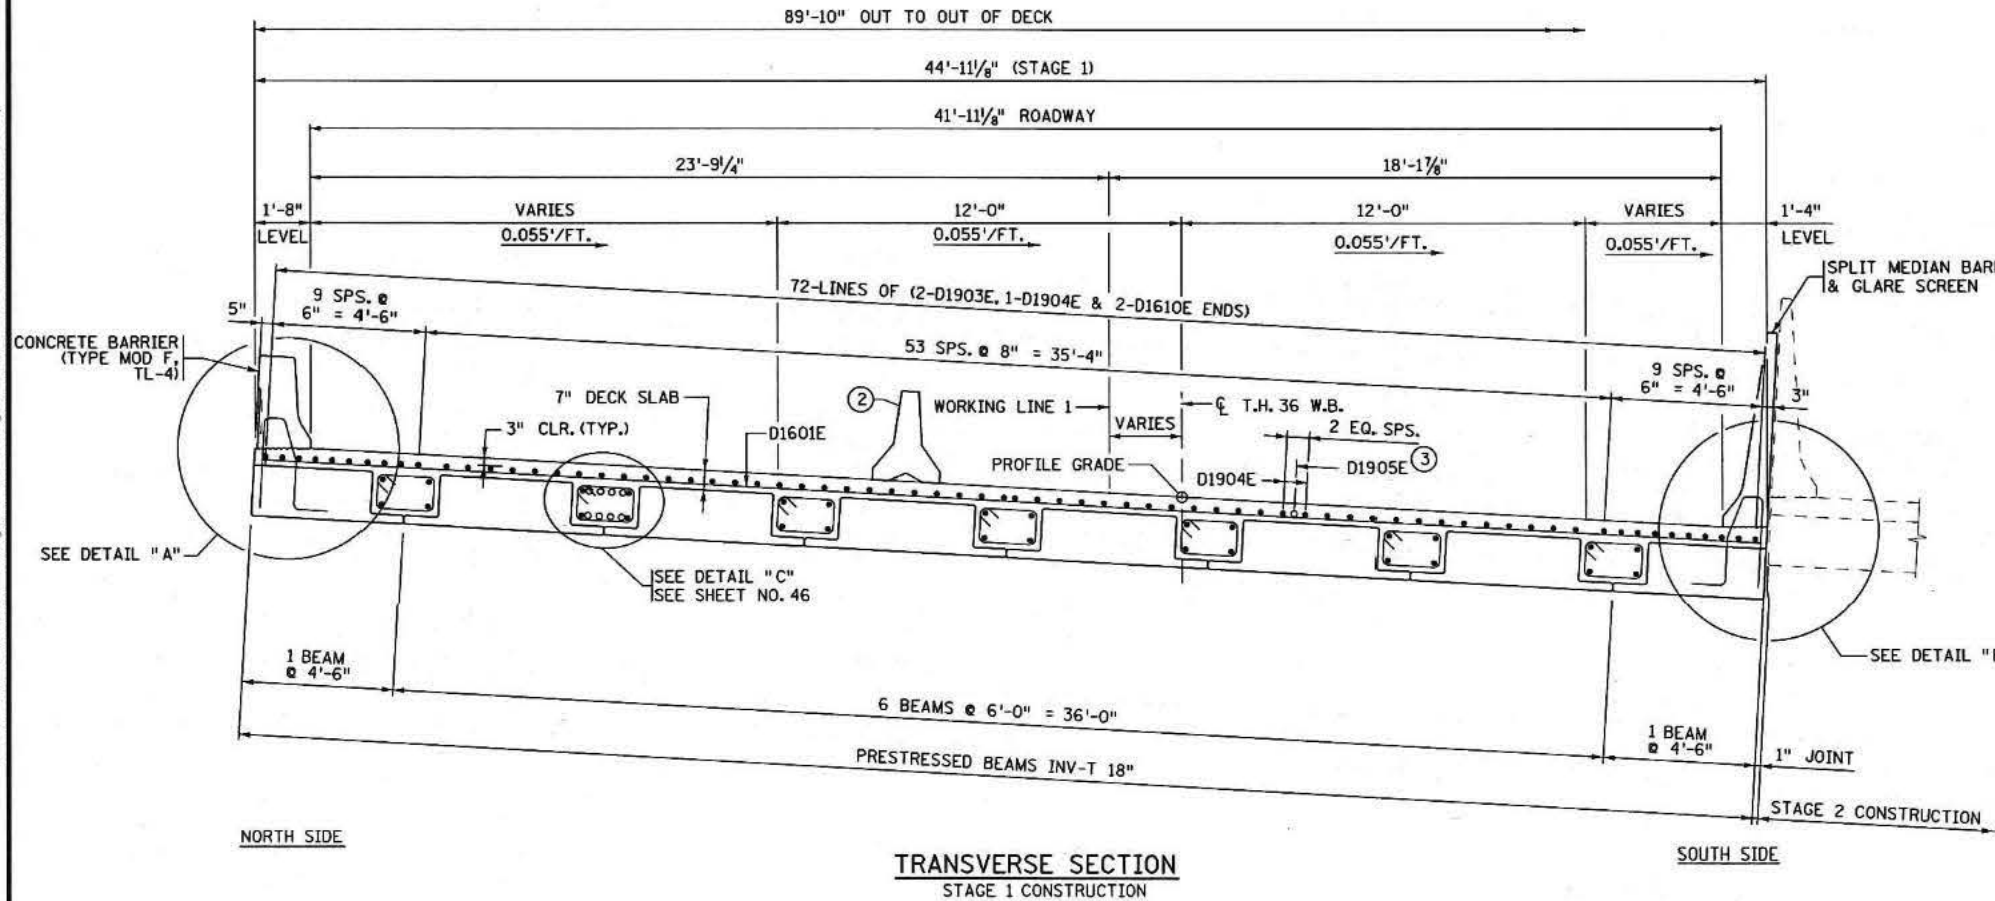 89'-10" OUT TO OUT OF DECK
44'-11⅛" (STAGE 1)
41'-11⅛" ROADWAY
23'-9¼"
18'-1⅞"
1'-8"
VARIES
12'-0"
12'-0"
VARIES
1'-4"
LEVEL
0.055'/FT.
0.055'/FT.
0.055'/FT.
0.055'/FT.
LEVEL
SPLIT MEDIAN BARR
& GLARE SCREEN
72-LINES OF (2-D1903E, 1-D1904E & 2-D1610E ENDS)
9 SPS. @
6" = 4'-6"
5"
CONCRETE BARRIER
(TYPE MOD F,
TL-4)
53 SPS. @ 8" = 35'-4"
9 SPS. @
6" = 4'-6"
3"
7" DECK SLAB
2
WORKING LINE 1
℄ T.H. 36 W.B.
VARIES
2 EQ. SPS.
3" CLR. (TYP.)
D1601E
PROFILE GRADE
D1905E
3
D1904E
SEE DETAIL "A"
SEE DETAIL "C"
SEE SHEET NO. 46
SEE DETAIL "
1 BEAM
@ 4'-6"
6 BEAMS @ 6'-0" = 36'-0"
1 BEAM
@ 4'-6"
1" JOINT
PRESTRESSED BEAMS INV-T 18"
STAGE 2 CONSTRUCTION
NORTH SIDE
SOUTH SIDE
TRANSVERSE SECTION
STAGE 1 CONSTRUCTION